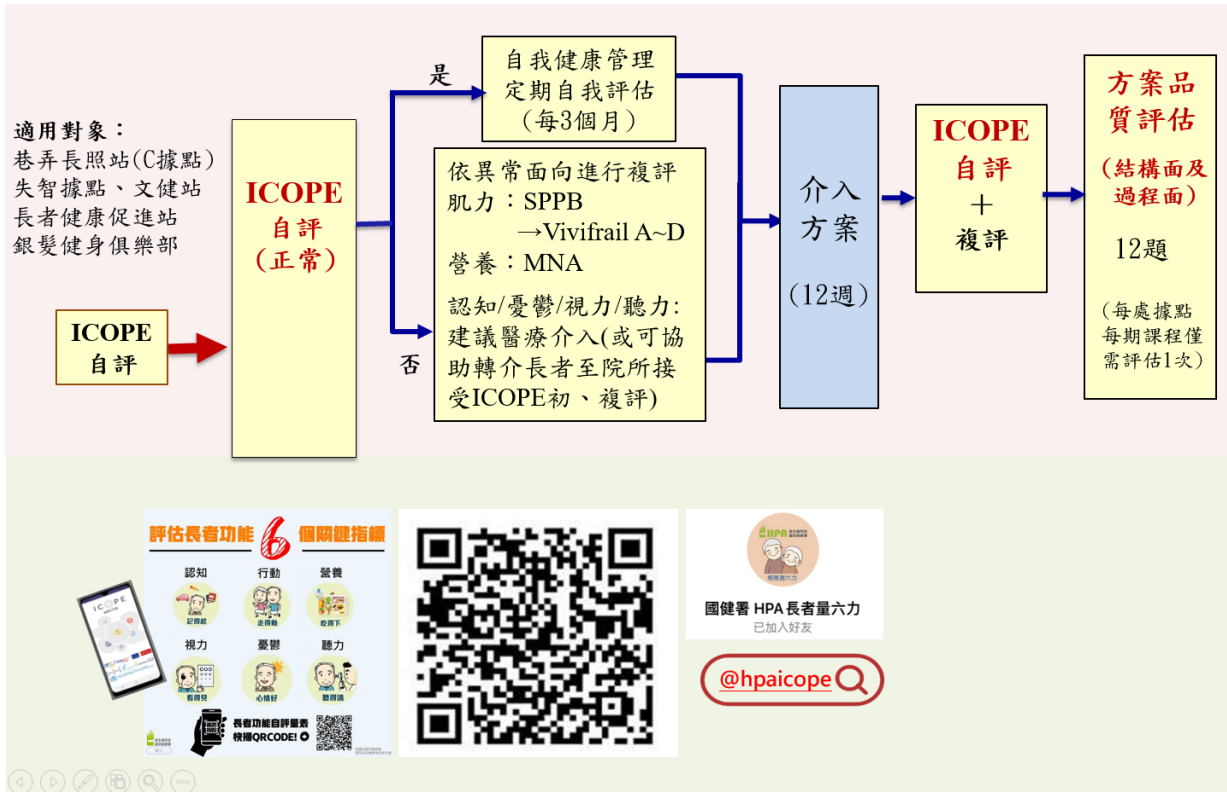 適用對象：
巷弄長照站(C據點)
失智據點、文健站
長者健康促進站
銀髮健身俱樂部
ICOPE
自評
ICOPE
自評
(正常)
是
自我健康管理
定期自我評估
(每3個月)
否
依異常面向進行複評
肌力：SPPB
→Vivifrail A~D
營養：MNA
認知/憂鬱/視力/聽力:
建議醫療介入(或可協
助轉介長者至院所接
受ICOPE初、複評)
介入
方案
(12週)
ICOPE
自評
＋
複評
方案品
質評估
(結構面及
過程面)
12題
(每處據點
每期課程僅
需評估1次)
ICOPE
評估長者功能6個關鍵指標
認知
行動
營養
記得起
走得動
吃得下
視力
憂鬱
聽力
看得見
心情好
聽得清
長者功能自評量表
快掃QRCODE!
HPA
國健署 HPA 長者量六力
已加入好友
@hpaicope